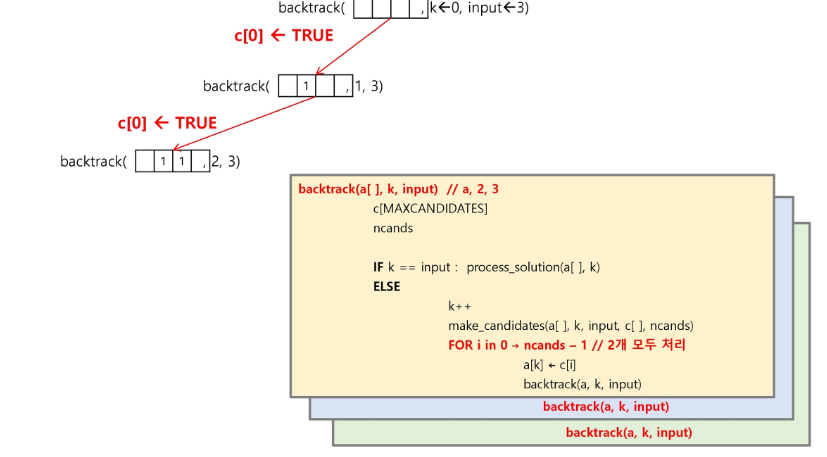 backtrack( , k←0, input←3)
c[0] ← TRUE
backtrack( 1 , 1, 3)
c[0] ← TRUE
backtrack( 1 1 , 2, 3)
backtrack(a[ ], k, input) // a, 2, 3
c[MAXCANDIDATES]
ncands
IF k == input : process_solution(a[ ], k)
ELSE
k++
make_candidates(a[ ], k, input, c[ ], ncands)
FOR i in 0 → ncands – 1 // 2개 모두 처리
a[k] ← c[i]
backtrack(a, k, input)
backtrack(a, k, input)
backtrack(a, k, input)